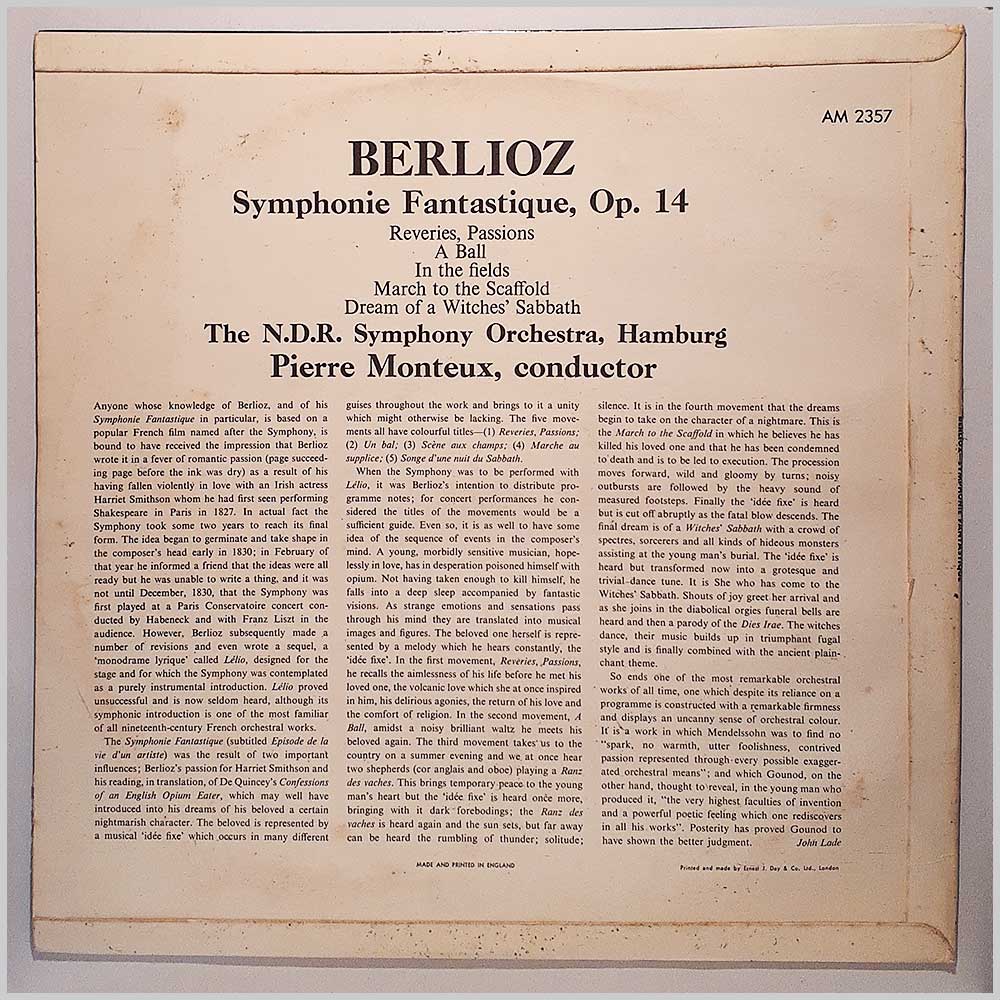 AM 2357
BERLIOZ
Symphonie Fantastique, Op. 14
Reveries, Passions
A Ball
In the fields
March to the Scaffold
Dream of a Witches' Sabbath
The N.D.R. Symphony Orchestra, Hamburg
Pierre Monteux, conductor
Anyone whose knowledge of Berlioz, and of his
Symphonie Fantastique in particular, is based on a
popular French film named after the Symphony, is
bound to have received the impression that Berlioz
wrote it in a fever of romantic passion (page succeed-
ing page before the ink was dry) as a result of his
having fallen violently in love with an Irish actress
Harriet Smithson whom he had first seen performing
Shakespeare in Paris in 1827. In actual fact the
Symphony took some two years to reach its final
form. The idea began to germinate and take shape in
the composer's head early in 1830; in February of
that year he informed a friend that the ideas were all
ready but he was unable to write a thing, and it was
not until December, 1830, that the Symphony was
first played at a Paris Conservatoire concert con-
ducted by Habeneck and with Franz Liszt in the
audience. However, Berlioz subsequently made a
number of revisions and even wrote a sequel, a
'monodrame lyrique' called Lélio, designed for the
stage and for which the Symphony was contemplated
as a purely instrumental introduction. Lélio proved
unsuccessful and is now seldom heard, although its
symphonic introduction is one of the most familiar
of all nineteenth-century French orchestral works.
The Symphonie Fantastique (subtitled Episode de la
vie d'un artiste) was the result of two important
influences; Berlioz's passion for Harriet Smithson and
his reading, in translation, of De Quincey's Confessions
of an English Opium Eater, which may well have
introduced into his dreams of his beloved a certain
nightmarish character. The beloved is represented by
a musical 'idée fixe' which occurs in many different
guises throughout the work and brings to it a unity
which might otherwise be lacking. The five move-
ments all have colourful titles—(1) Reveries, Passions;
(2) Un bal; (3) Scène aux champs; (4) Marche au
supplice; (5) Songe d'une nuit du Sabbath.
When the Symphony was to be performed with
Lélio, it was Berlioz's intention to distribute pro-
gramme notes; for concert performances he con-
sidered the titles of the movements would be a
sufficient guide. Even so, it is as well to have some
idea of the sequence of events in the composer's
mind. A young, morbidly sensitive musician, hope-
lessly in love, has in desperation poisoned himself with
opium. Not having taken enough to kill himself, he
falls into a deep sleep accompanied by fantastic
visions. As strange emotions and sensations pass
through his mind they are translated into musical
images and figures. The beloved one herself is repre-
sented by a melody which he hears constantly, the
'idée fixe'. In the first movement, Reveries, Passions,
he recalls the aimlessness of his life before he met his
loved one, the volcanic love which she at once inspired
in him, his delirious agonies, the return of his love and
the comfort of religion. In the second movement, A
Ball, amidst a noisy brilliant waltz he meets his
beloved again. The third movement takes us to the
country on a summer evening and we at once hear
two shepherds (cor anglais and oboe) playing a Ranz
des vaches. This brings temporary peace to the young
man's heart but the 'idée fixe' is heard once more,
bringing with it dark forebodings; the Ranz des
vaches is heard again and the sun sets, but far away
can be heard the rumbling of thunder; solitude;
silence. It is in the fourth movement that the dreams
begin to take on the character of a nightmare. This is
the March to the Scaffold in which he believes he has
killed his loved one and that he has been condemned
to death and is to be led to execution. The procession
moves forward, wild and gloomy by turns; noisy
outbursts are followed by the heavy sound of
measured footsteps. Finally the 'idée fixe' is heard
but is cut off abruptly as the fatal blow descends. The
final dream is of a Witches' Sabbath with a crowd of
spectres, sorcerers and all kinds of hideous monsters
assisting at the young man's burial. The 'idée fixe' is
heard but transformed now into a grotesque and
trivial dance tune. It is She who has come to the
Witches' Sabbath. Shouts of joy greet her arrival and
as she joins in the diabolical orgies funeral bells are
heard and then a parody of the Dies Irae. The witches
dance, their music builds up in triumphant fugal
style and is finally combined with the ancient plain-
chant theme.
So ends one of the most remarkable orchestral
works of all time, one which despite its reliance on a
programme is constructed with a remarkable firmness
and displays an uncanny sense of orchestral colour.
It is a work in which Mendelssohn was to find no
"spark, no warmth, utter foolishness, contrived
passion represented through every possible exagger-
ated orchestral means"; and which Gounod, on the
other hand, thought to reveal, in the young man who
produced it, "the very highest faculties of invention
and a powerful poetic feeling which one rediscovers
in all his works". Posterity has proved Gounod to
have shown the better judgment. John Lade
MADE AND PRINTED IN ENGLAND
Printed and made by Ernest J. Day & Co. Ltd., London